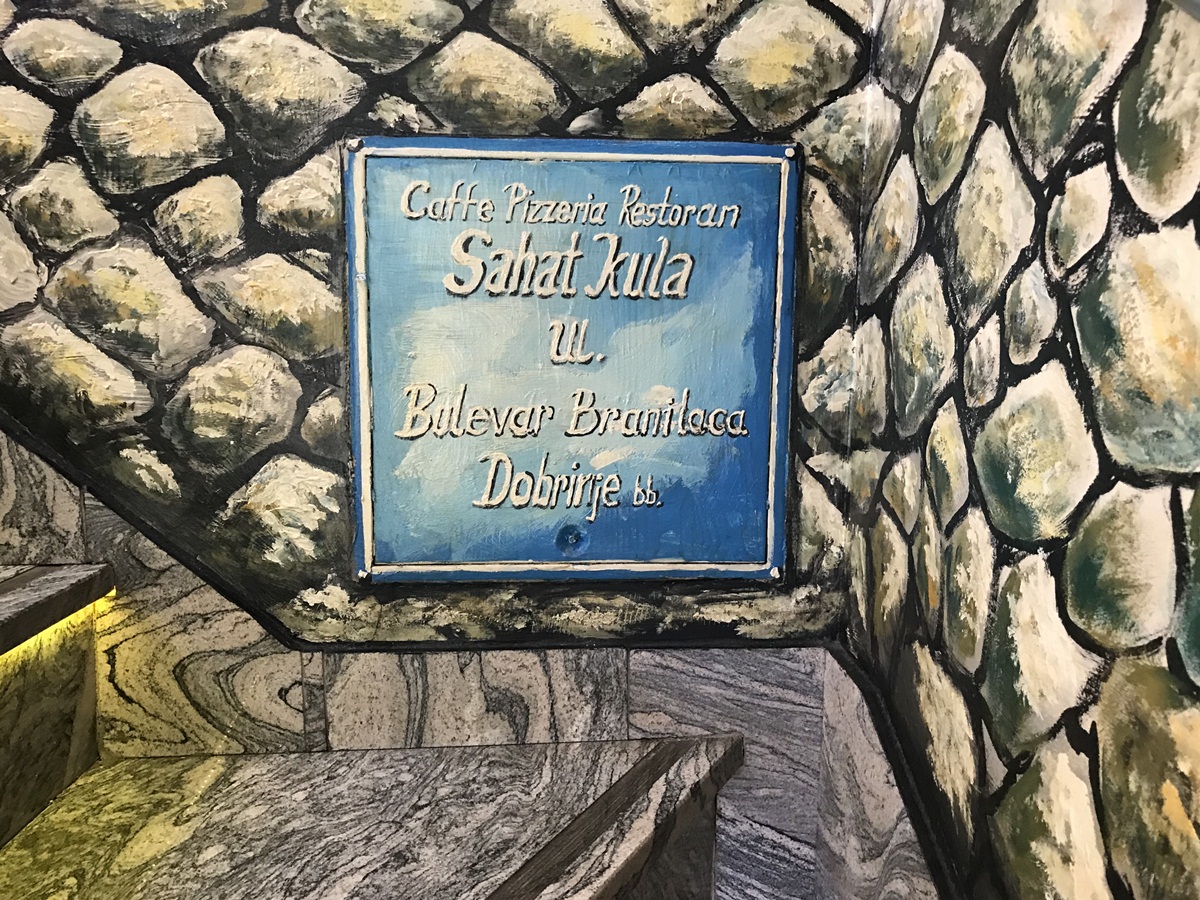 Caffe Pizzeria Restoran
Sahat kula
Ul.
Bulevar Branilaca
Dobrinje bb.